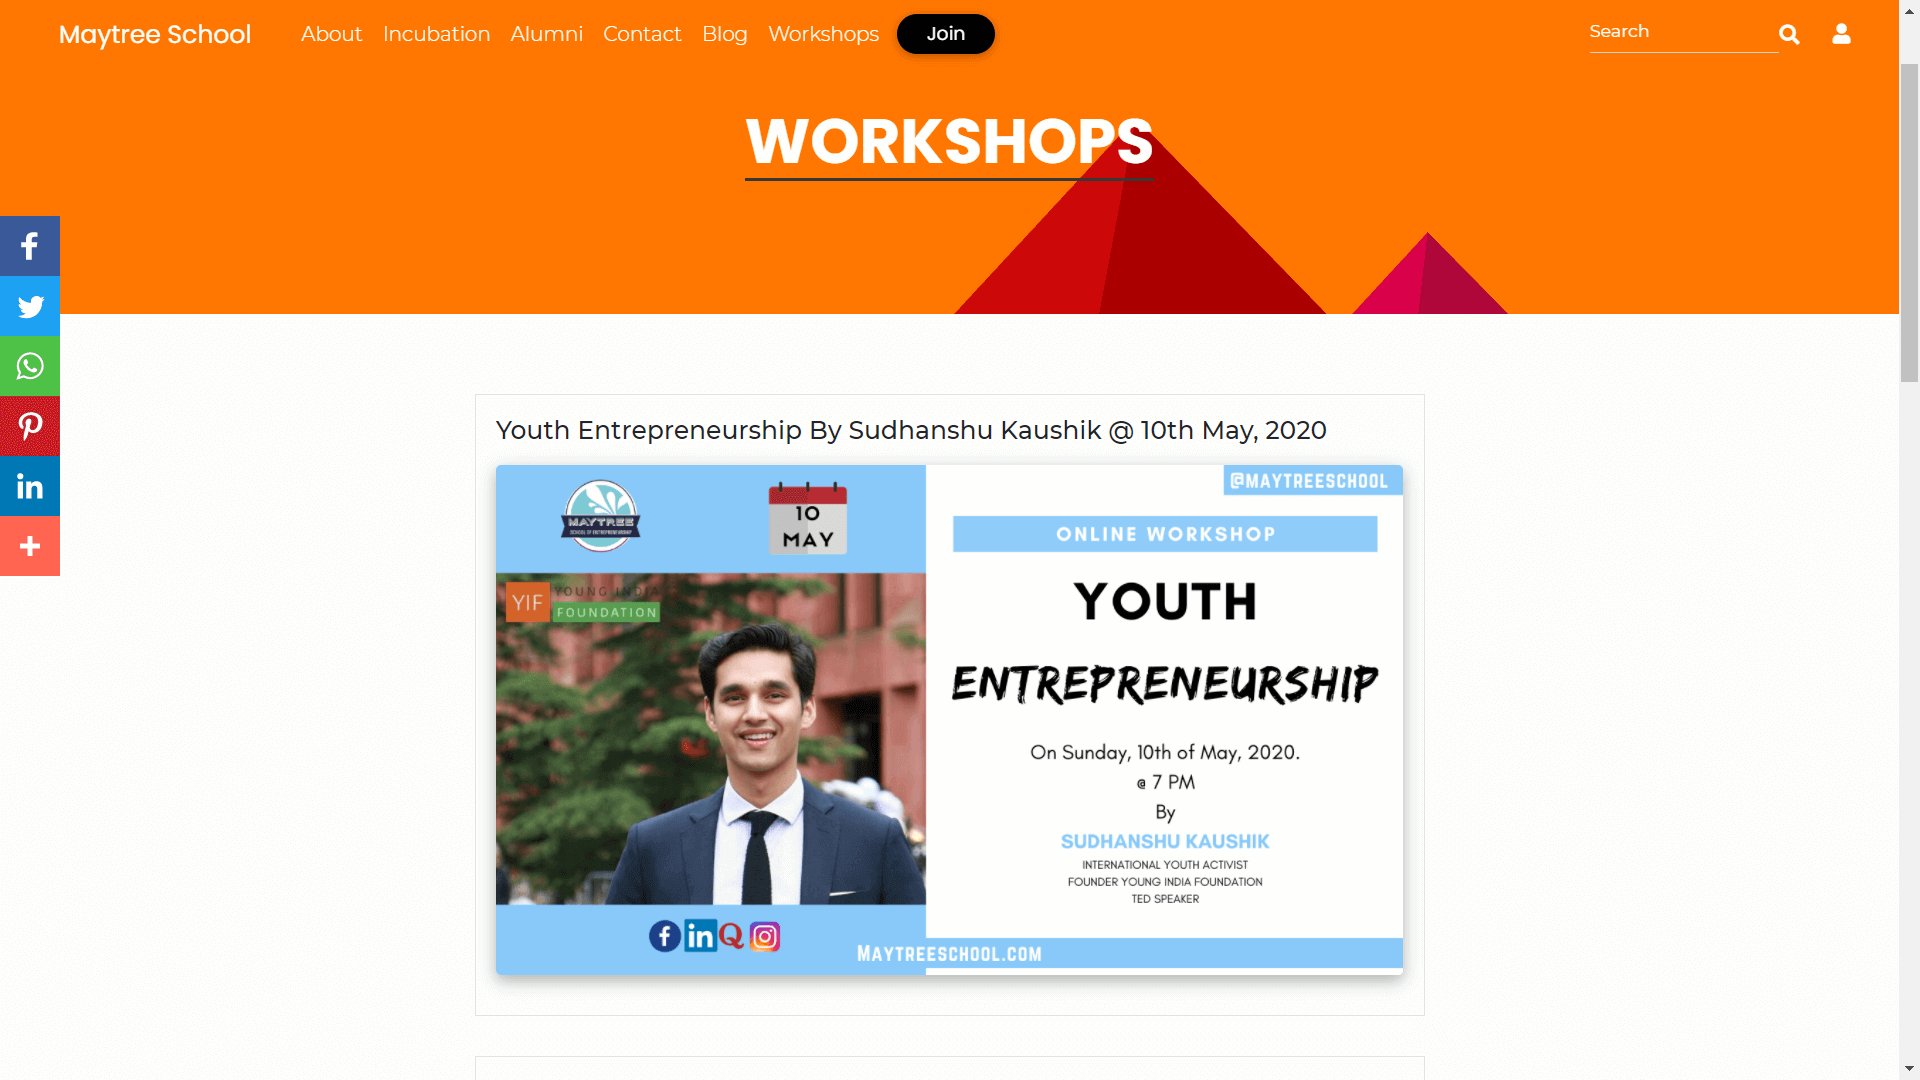 Maytree School
About
Incubation
Alumni
Contact
Blog
Workshops
Join
Search
WORKSHOPS
Youth Entrepreneurship By Sudhanshu Kaushik @ 10th May, 2020
MAYTREE
SCHOOL OF ENTREPRENEURSHIP
10
MAY
@MAYTREESCHOOL
ONLINE WORKSHOP
YIF
YOUNG INDIA
FOUNDATION
YOUTH
ENTREPRENEURSHIP
On Sunday, 10th of May, 2020.
@ 7 PM
By
SUDHANSHU KAUSHIK
INTERNATIONAL YOUTH ACTIVIST
FOUNDER YOUNG INDIA FOUNDATION
TED SPEAKER
MAYTREESCHOOL.COM